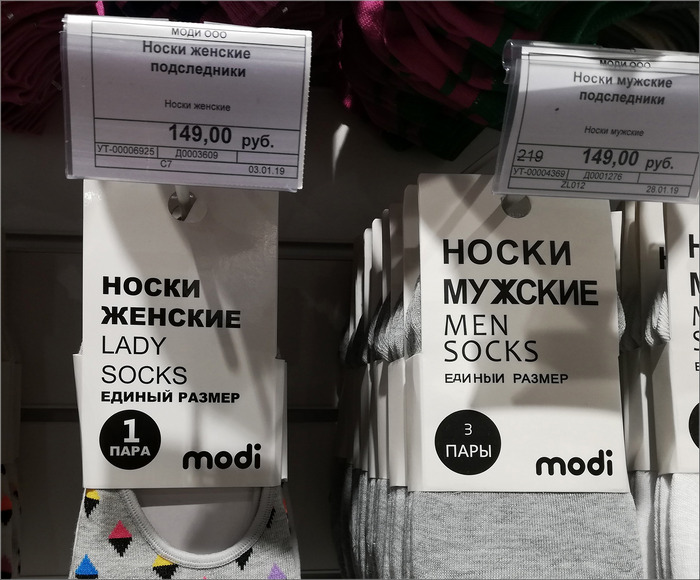 МОДИ ООО
Носки женские
подследники
Носки женские
149,00 руб.
УТ-00006925 Д0003609
С7 03.01.19
МОДИ ООО
Носки мужские
подследники
Носки мужские
219 149,00 руб.
УТ-00004369 Д0001276
ZL012 28.01.19
НОСКИ
ЖЕНСКИЕ
LADY
SOCKS
ЕДИНЫЙ РАЗМЕР
1
ПАРА
modi
НОСКИ
МУЖСКИЕ
MEN
SOCKS
ЕДИНЫЙ РАЗМЕР
3
ПАРЫ
modi